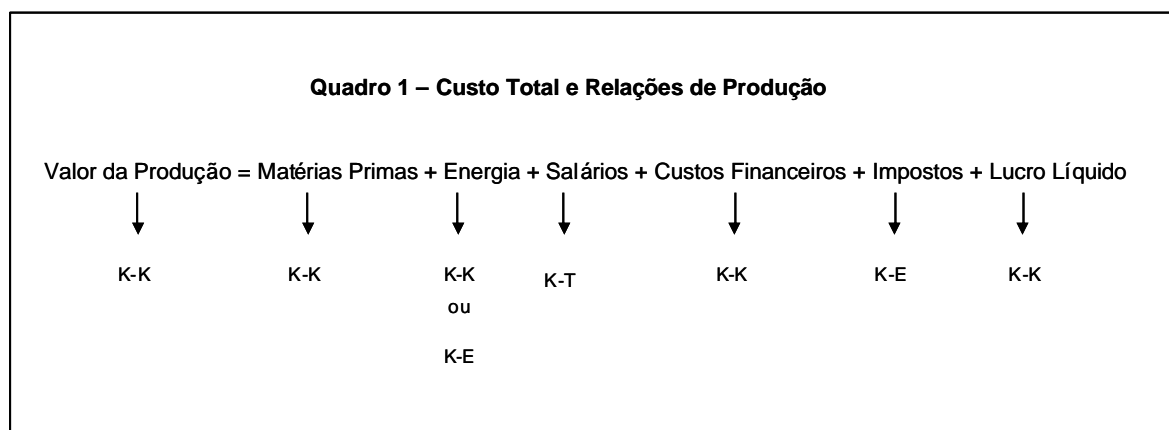 Quadro 1 – Custo Total e Relações de Produção
Valor da Produção = Matérias Primas + Energia + Salários + Custos Financeiros + Impostos + Lucro Líquido
K-K K-K K-K K-T K-K K-E K-K
ou
K-E